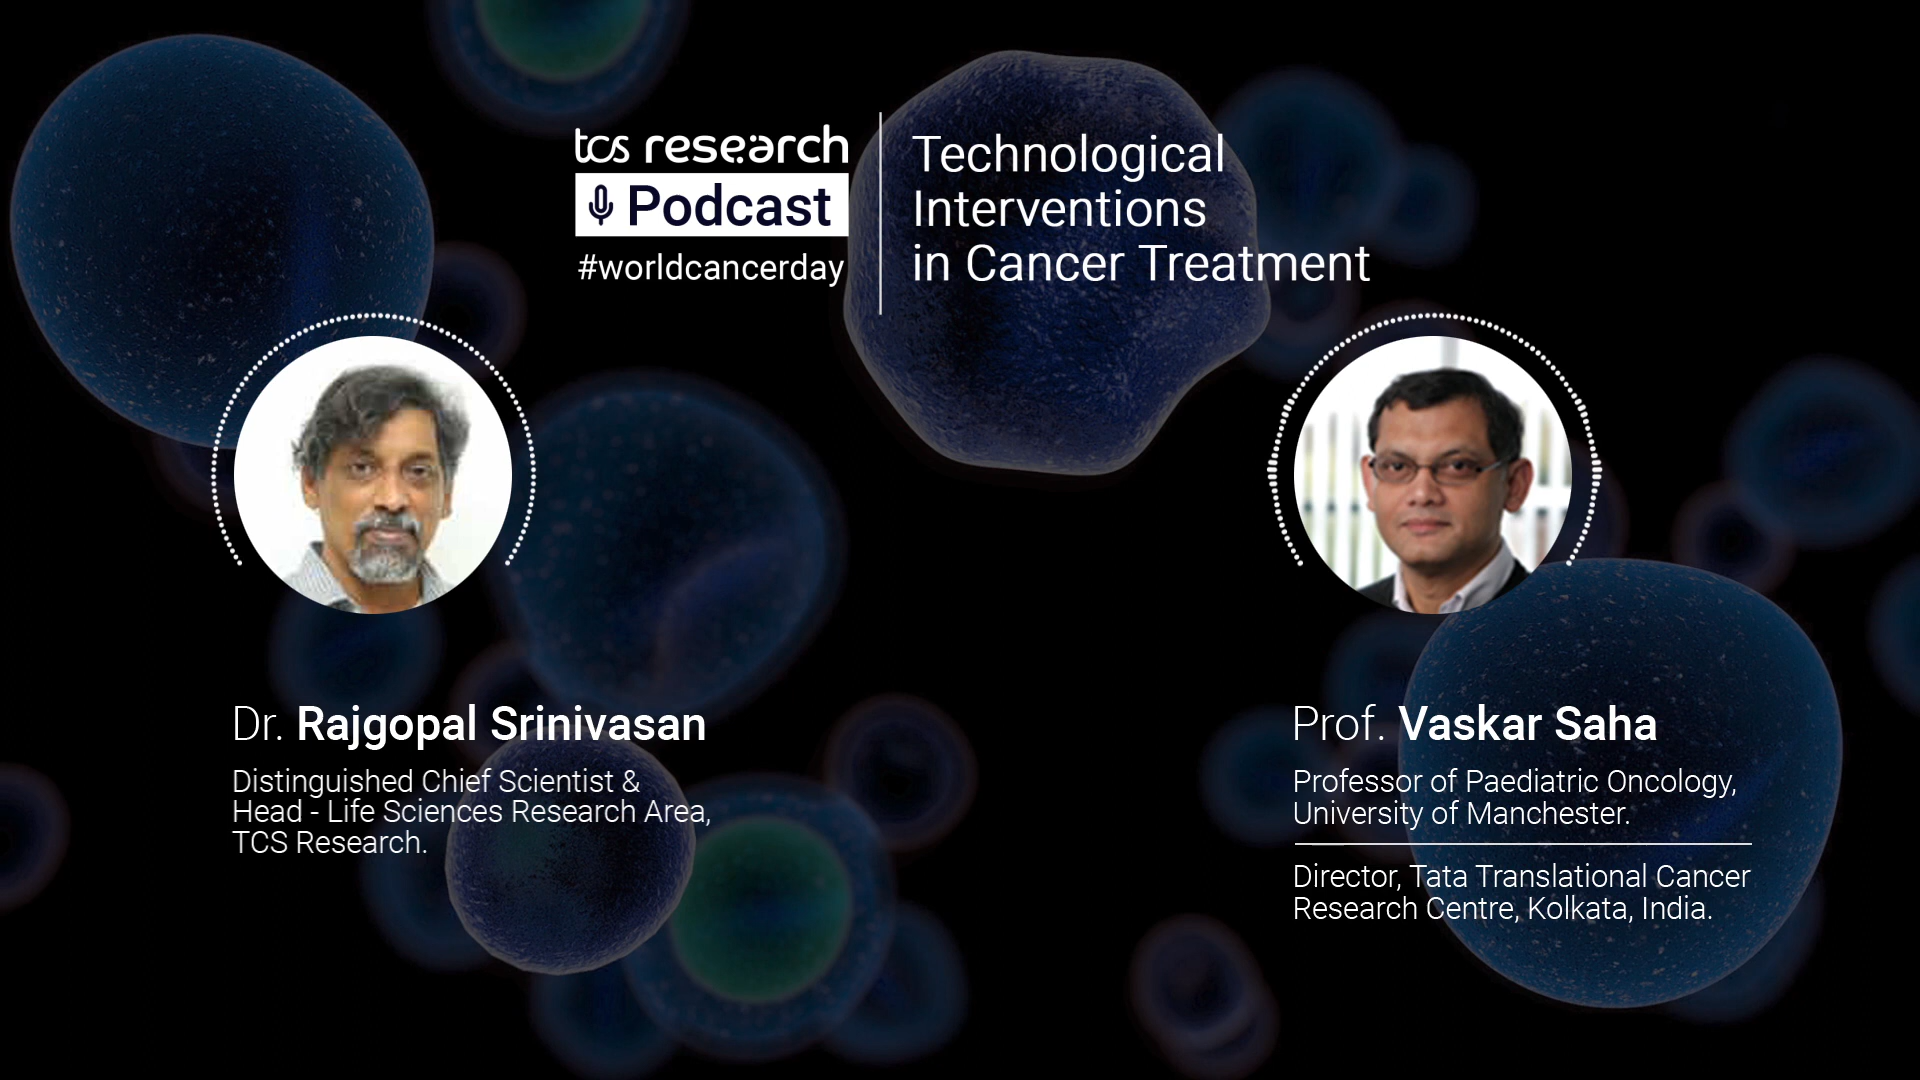 tcs research
Podcast
#worldcancerday
Technological
Interventions
in Cancer Treatment
Dr. Rajgopal Srinivasan
Distinguished Chief Scientist &
Head - Life Sciences Research Area,
TCS Research.
Prof. Vaskar Saha
Professor of Paediatric Oncology,
University of Manchester.
Director, Tata Translational Cancer
Research Centre, Kolkata, India.